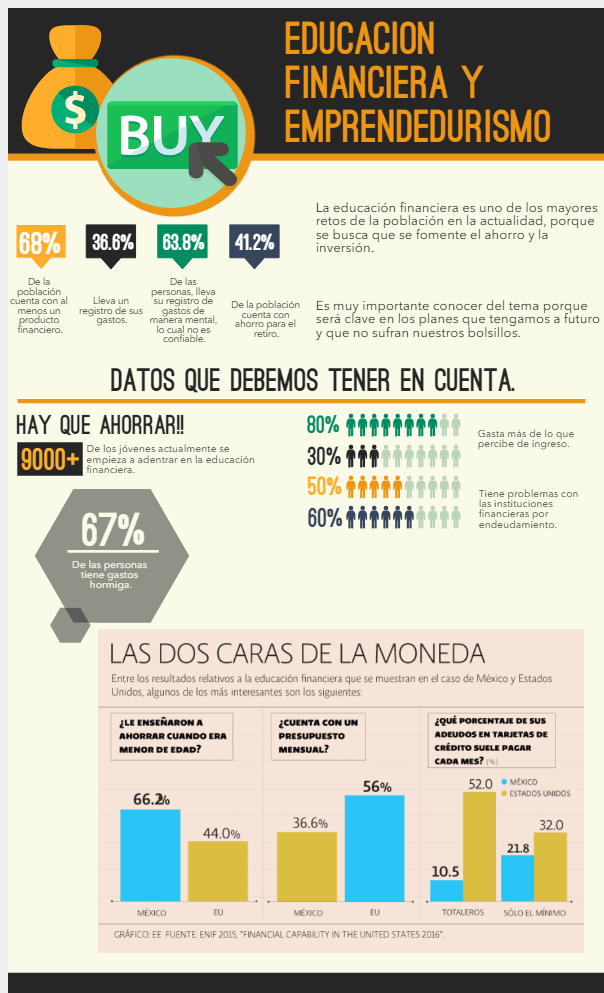 EDUCACION
FINANCIERA Y
EMPRENDEDURISMO
$
BUY
La educación financiera es uno de los mayores
retos de la población en la actualidad, porque
se busca que se fomente el ahorro y la
inversión.
Es muy importante conocer del tema porque
será clave en los planes que tengamos a futuro
y que no sufran nuestros bolsillos.
68%
De la
población
cuenta con al
menos un
producto
financiero.
36.6%
Lleva un
registro de sus
gastos.
63.8%
De las
personas, lleva
su registro de
gastos de
manera mental,
lo cual no es
confiable.
41.2%
De la población
cuenta con
ahorro para el
retiro.
DATOS QUE DEBEMOS TENER EN CUENTA.
HAY QUE AHORRAR!!
9000+
De los jóvenes actualmente se
empieza a adentrar en la educación
financiera.
67%
De las personas
tiene gastos
hormiga.
80%
30%
50%
60%
Gasta más de lo que
percibe de ingreso.
Tiene problemas con
las instituciones
financieras por
endeudamiento.
LAS DOS CARAS DE LA MONEDA
Entre los resultados relativos a la educación financiera que se muestran en el caso de México y Estados
Unidos, algunos de los más interesantes son los siguientes:
¿LE ENSEÑARON A
AHORRAR CUANDO ERA
MENOR DE EDAD?
66.2%
44.0%
MÉXICO
EU
¿CUENTA CON UN
PRESUPUESTO
MENSUAL?
36.6%
56%
MÉXICO
EU
¿QUÉ PORCENTAJE DE SUS
ADEUDOS EN TARJETAS DE
CRÉDITO SUELE PAGAR
CADA MES? (%)
MÉXICO
ESTADOS UNIDOS
10.5
52.0
21.8
32.0
TOTALEROS
SÓLO EL MÍNIMO
GRÁFICO: EE FUENTE: ENIF 2015, "FINANCIAL CAPABILITY IN THE UNITED STATES 2016".